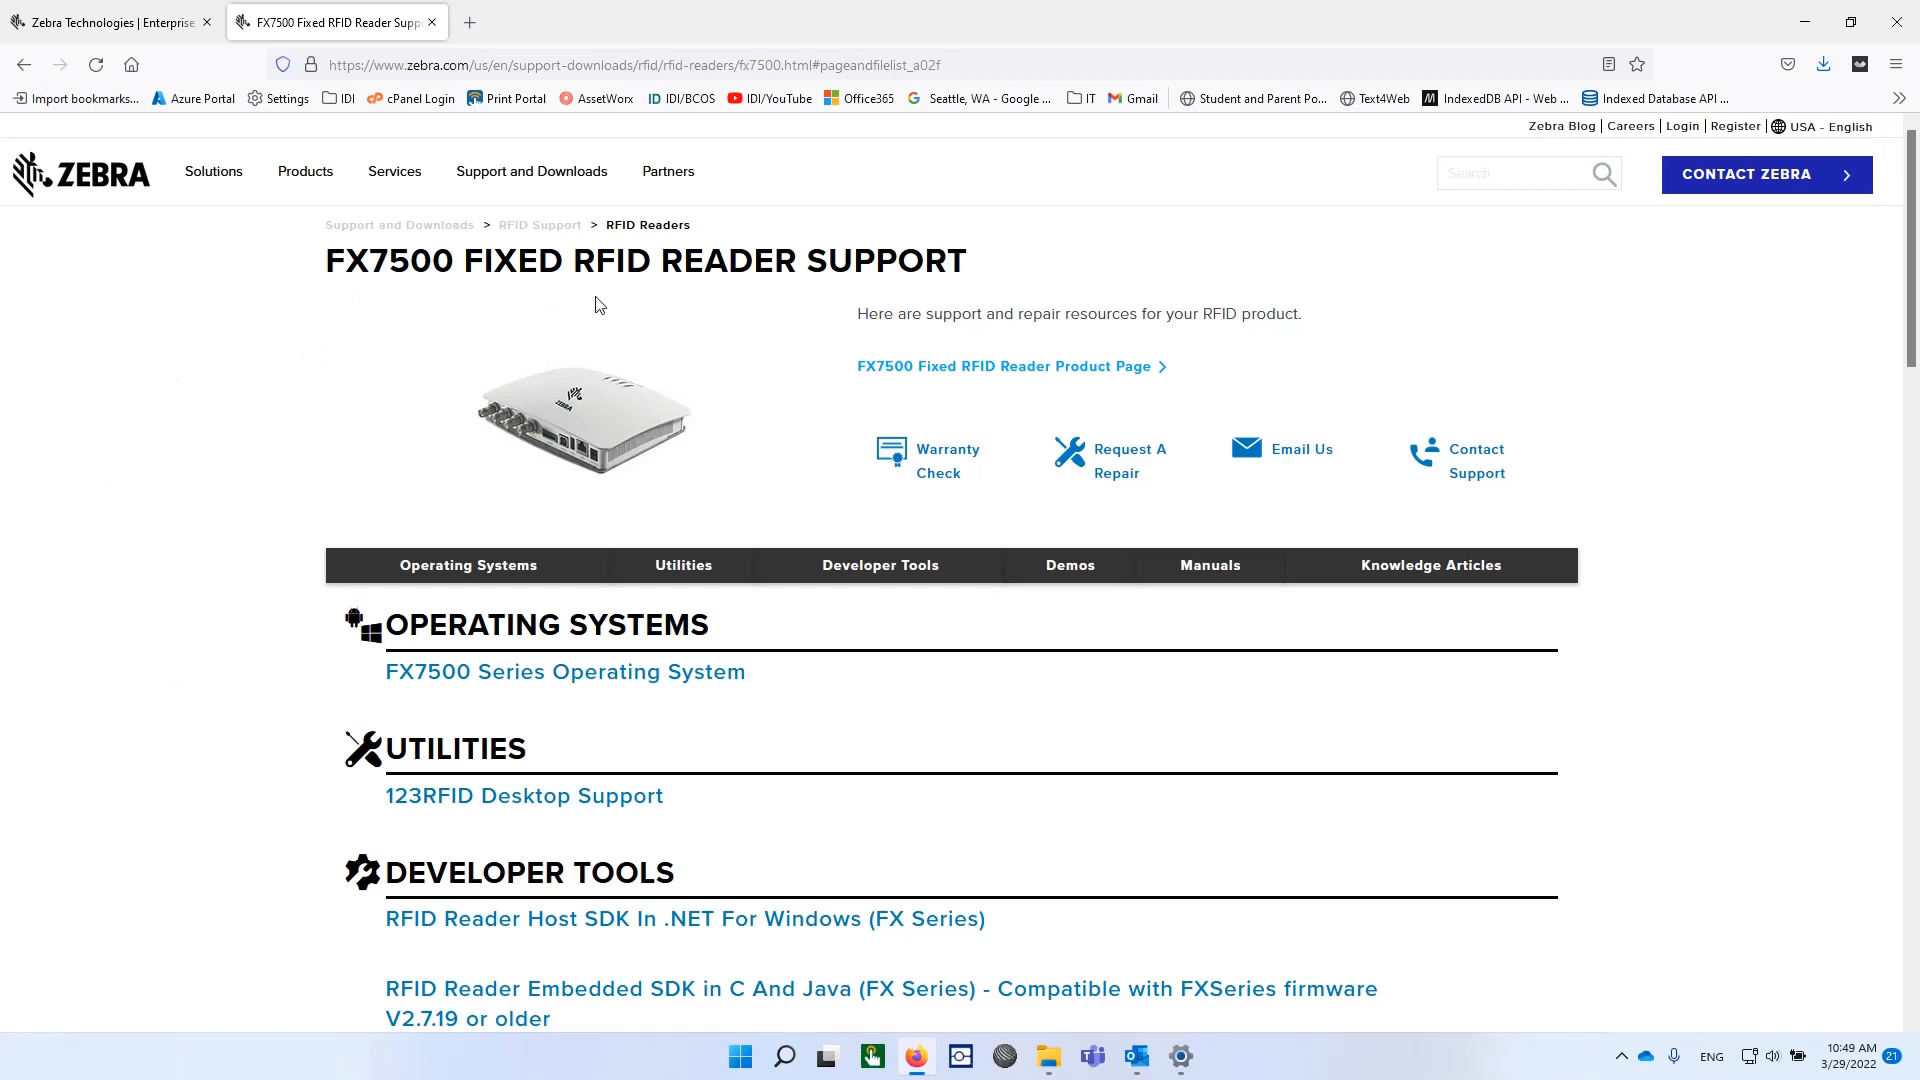 Zebra Technologies | Enterprise
FX7500 Fixed RFID Reader Supp
https://www.zebra.com/us/en/support-downloads/rfid/rfid-readers/fx7500.html#pageandfilelist_a02f
Import bookmarks... Azure Portal Settings IDI cPanel Login Print Portal AssetWorx ID IDI/BCOS IDI/YouTube Office365 Seattle, WA - Google ... IT Gmail Student and Parent Po... Text4Web IndexedDB API - Web ... Indexed Database API ...
Zebra Blog | Careers | Login | Register | USA - English
ZEBRA Solutions Products Services Support and Downloads Partners Search CONTACT ZEBRA
Support and Downloads > RFID Support > RFID Readers
FX7500 FIXED RFID READER SUPPORT
Here are support and repair resources for your RFID product.
FX7500 Fixed RFID Reader Product Page
ZEBRA
Warranty Check
Request A Repair
Email Us
Contact Support
Operating Systems Utilities Developer Tools Demos Manuals Knowledge Articles
OPERATING SYSTEMS
FX7500 Series Operating System
UTILITIES
123RFID Desktop Support
DEVELOPER TOOLS
RFID Reader Host SDK In .NET For Windows (FX Series)
RFID Reader Embedded SDK in C And Java (FX Series) - Compatible with FXSeries firmware
V2.7.19 or older
ENG
10:49 AM
3/29/2022
21